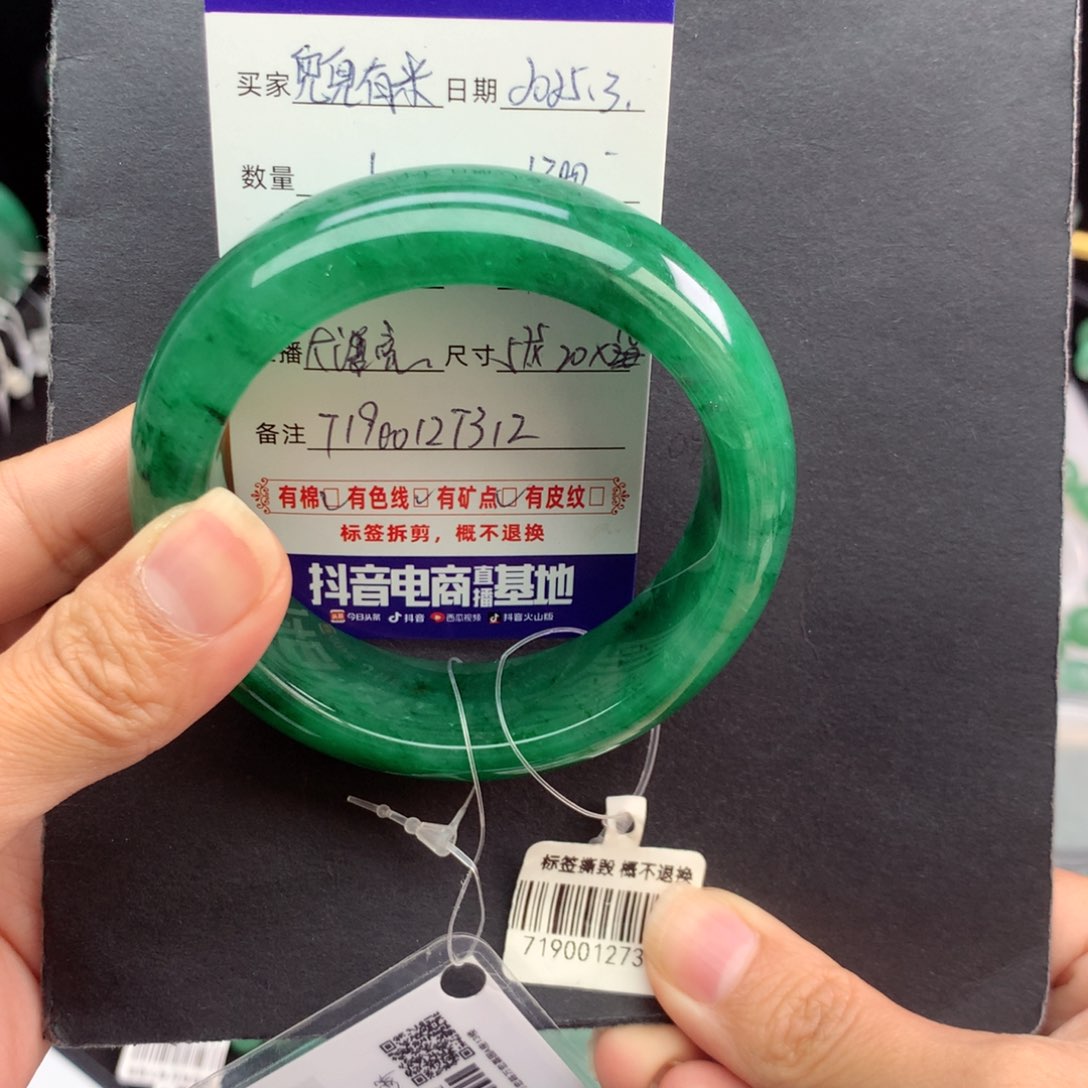 买家 兜兜有米 日期 2025.3.
数量 1
播 尺寸
备注 T190012T312
有棉 有色线 有矿点 有皮纹
标签拆剪，概不退换
抖音电商直播基地
今日头条 抖音 西瓜视频 抖音火山版
标签撕毁 概不退换
719001273